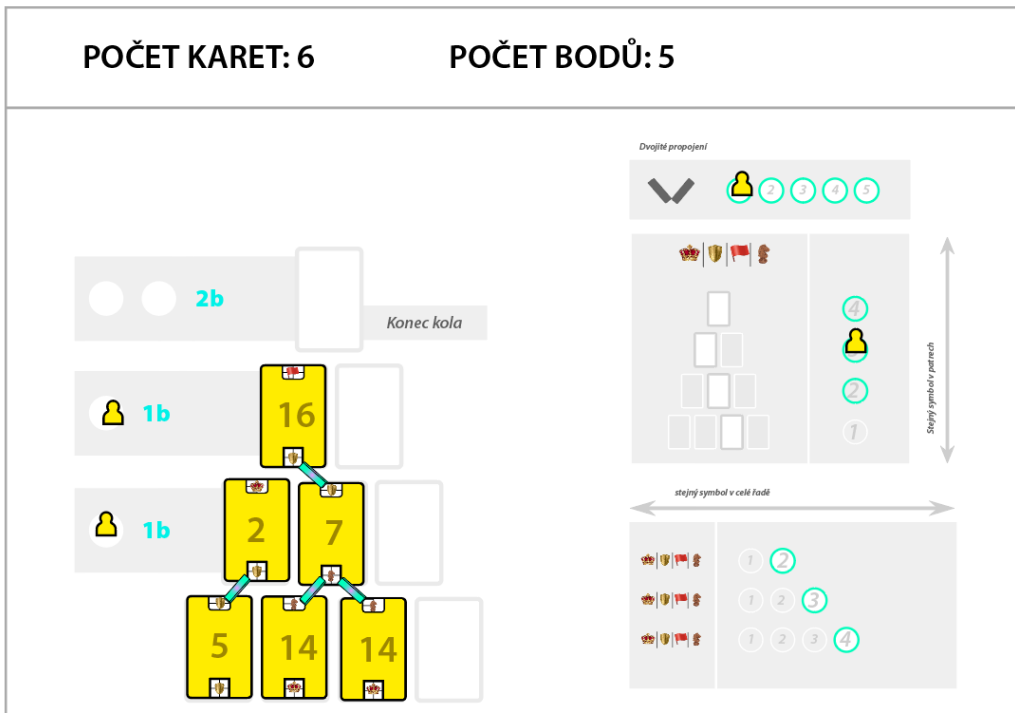 POČET KARET: 6
POČET BODŮ: 5
Dvojité propojení
2 3 4 5
2b
Konec kola
4
16
1b
2
Stejný symbol v patrech
1
2 7
1b
stejný symbol v celé řadě
1 2
5 14 14
1 2 3
1 2 3 4